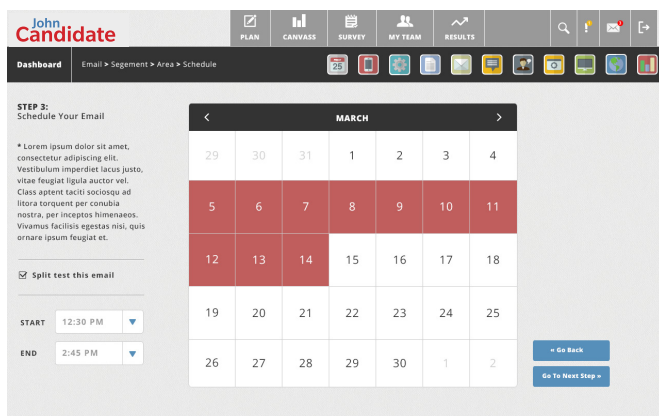 John
Candidate
PLAN
CANVASS
SURVEY
MY TEAM
RESULTS
Dashboard
Email > Segement > Area > Schedule
25
STEP 3:
Schedule Your Email
* Lorem ipsum dolor sit amet,
consectetur adipiscing elit.
Vestibulum imperdiet lacus justo,
vitae feugiat ligula auctor vel.
Class aptent taciti sociosqu ad
litora torquent per conubia
nostra, per inceptos himenaeos.
Vivamus facilisis egestas nisi, quis
ornare ipsum feugiat et.
Split test this email
START 12:30 PM
END 2:45 PM
MARCH
29 30 31 1 2 3 4
5 6 7 8 9 10 11
12 13 14 15 16 17 18
19 20 21 22 23 24 25
26 27 28 29 30 1 2
« Go Back
Go To Next Step »